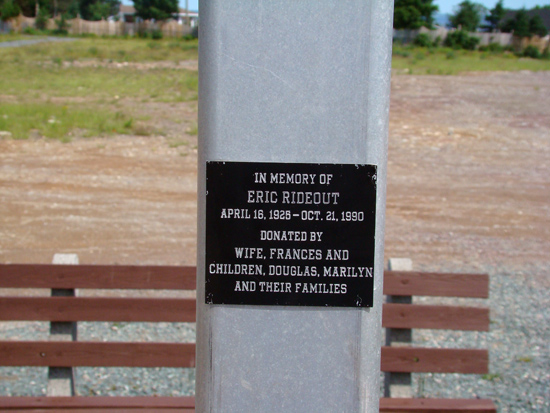 IN MEMORY OF
ERIC RIDEOUT
APRIL 16, 1928 – OCT. 21, 1990
DONATED BY
WIFE, FRANCES AND
CHILDREN, DOUGLAS, MARILYN
AND THEIR FAMILIES